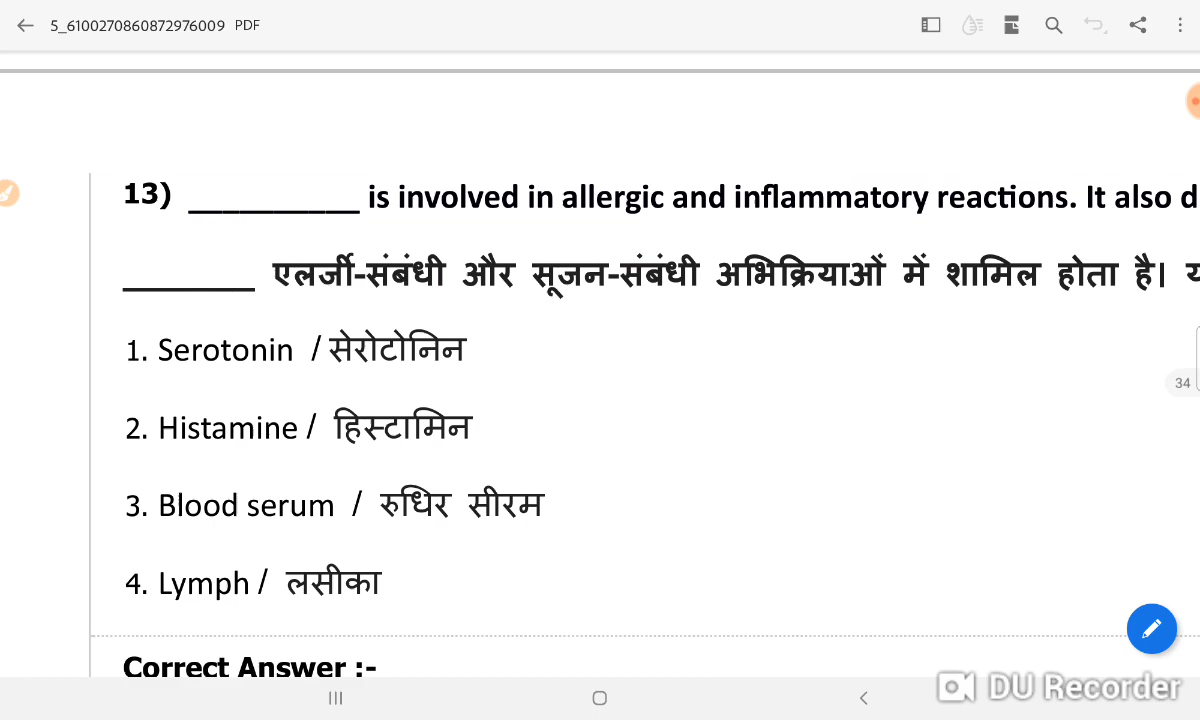 5_6100270860872976009 PDF
13) __________ is involved in allergic and inflammatory reactions. It also
________ एलर्जी-संबंधी और सूजन-संबंधी अभिक्रियाओं में शामिल होता है।
1. Serotonin / सेरोटोनिन
2. Histamine / हिस्टामिन
34
3. Blood serum / रुधिर सीरम
4. Lymph / लसीका
Correct Answer :-
DU Recorder